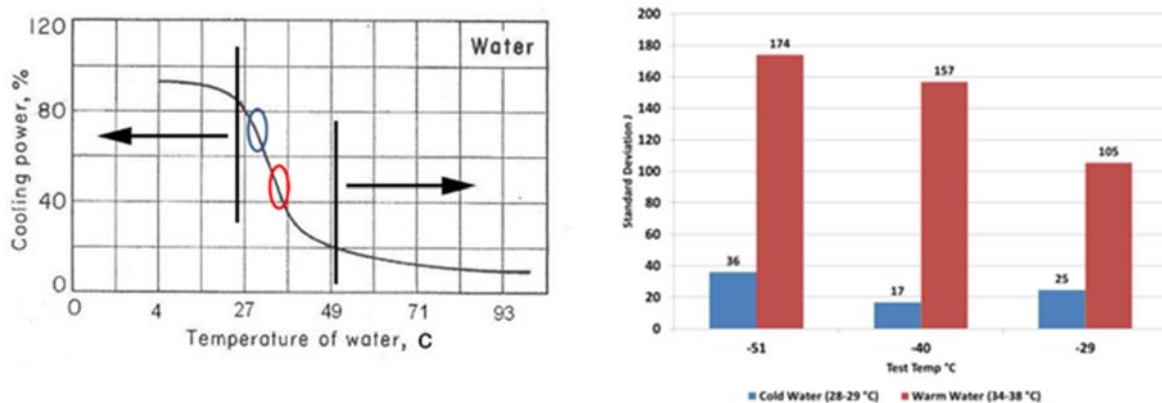 120
80
40
0
Cooling power, %
Water
0 4 27 49 71 93
Temperature of water, C
200
180
160
140
120
100
80
60
40
20
0
Standard Deviation J
174
157
105
36
17
25
-51 -40 -29
Test Temp °C
Cold Water (28-29 °C) Warm Water (34-38 °C)